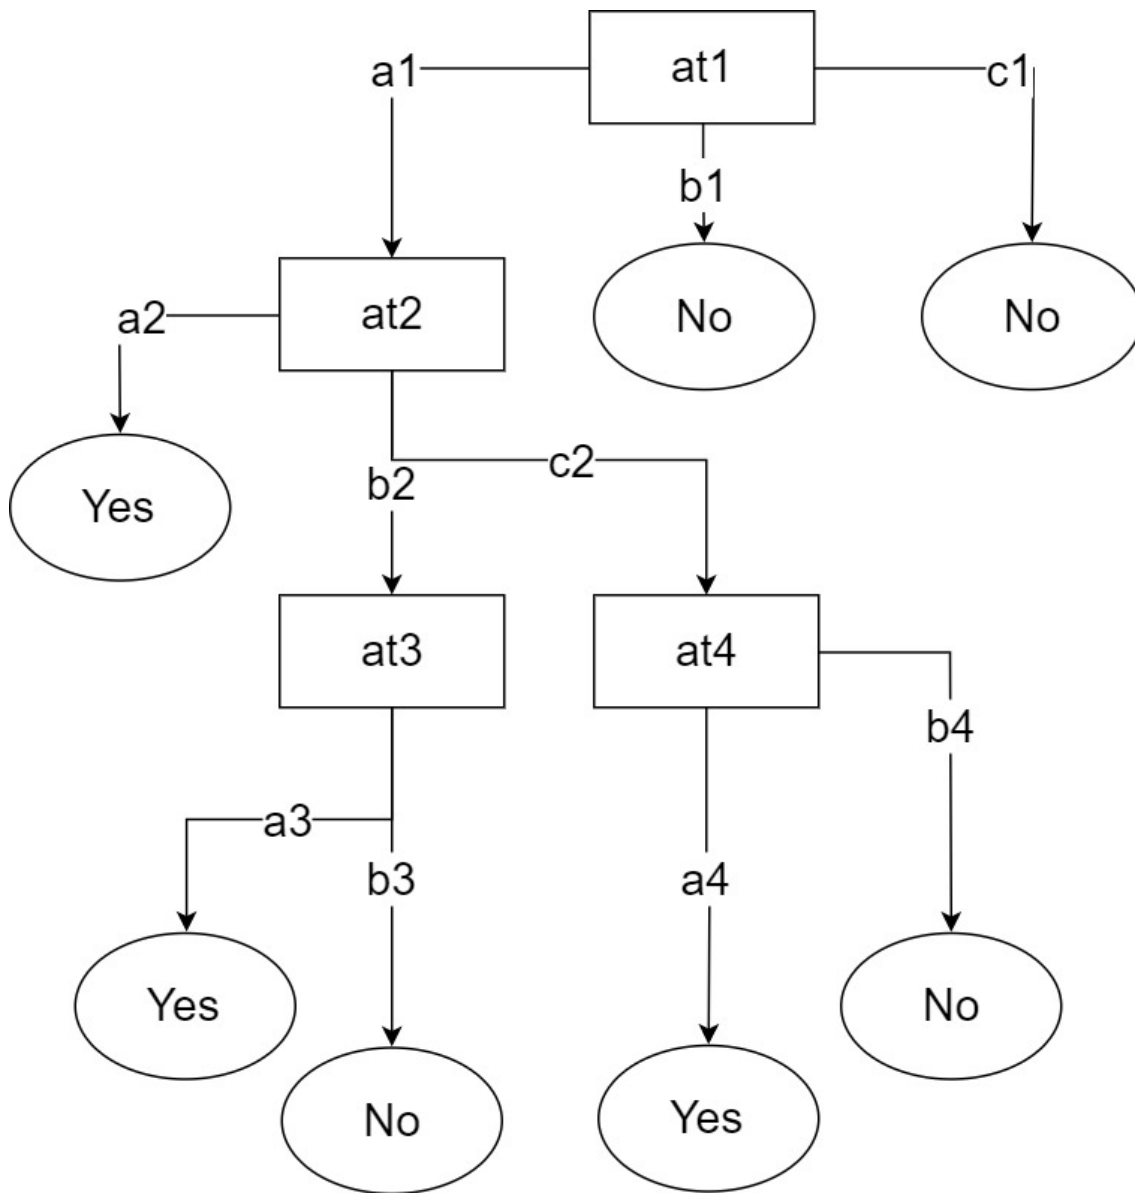 at1
a1
c1
b1
at2
No
No
a2
c2
b2
Yes
at3
at4
b4
a3
b3
a4
Yes
No
No
Yes